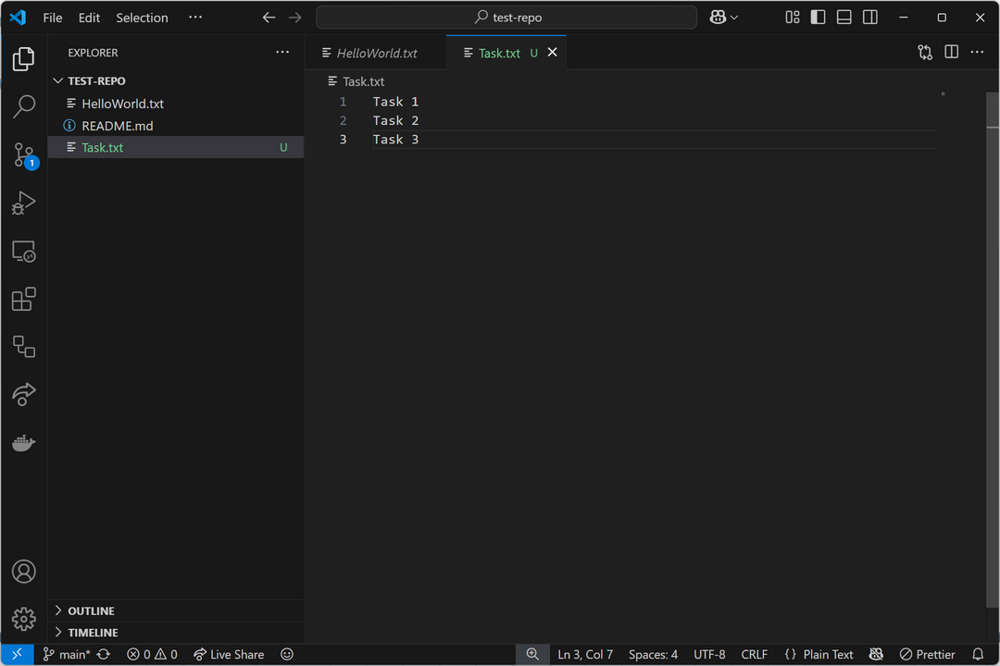 File Edit Selection ··· test-repo
EXPLORER ···
TEST-REPO
HelloWorld.txt
README.md
Task.txt U
1
HelloWorld.txt Task.txt U
Task.txt
1 Task 1
2 Task 2
3 Task 3
OUTLINE
TIMELINE
main* 0 0 Live Share Ln 3, Col 7 Spaces: 4 UTF-8 CRLF {} Plain Text Prettier